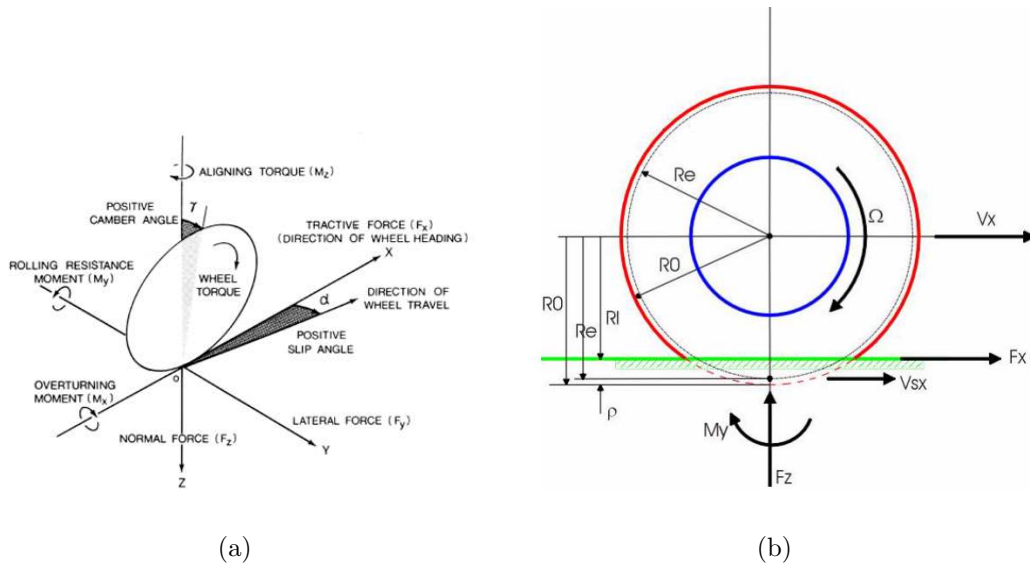 ALIGNING TORQUE (Mz)
POSITIVE
CAMBER ANGLE
γ
TRACTIVE FORCE (Fx)
(DIRECTION OF WHEEL HEADING)
X
ROLLING RESISTANCE
MOMENT (My)
WHEEL
TORQUE
α
DIRECTION OF
WHEEL TRAVEL
POSITIVE
SLIP ANGLE
OVERTURNING
MOMENT (Mx)
O
LATERAL FORCE (Fy)
NORMAL FORCE (Fz)
Y
Z
(a)
Re
Ω
Vx
R0
R0
Re
Rl
Fx
Vsx
ρ
My
Fz
(b)